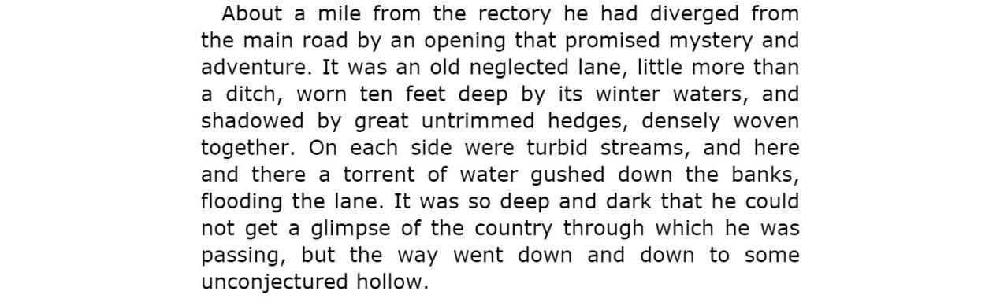 About a mile from the rectory he had diverged from
the main road by an opening that promised mystery and
adventure. It was an old neglected lane, little more than
a ditch, worn ten feet deep by its winter waters, and
shadowed by great untrimmed hedges, densely woven
together. On each side were turbid streams, and here
and there a torrent of water gushed down the banks,
flooding the lane. It was so deep and dark that he could
not get a glimpse of the country through which he was
passing, but the way went down and down to some
unconjectured hollow.